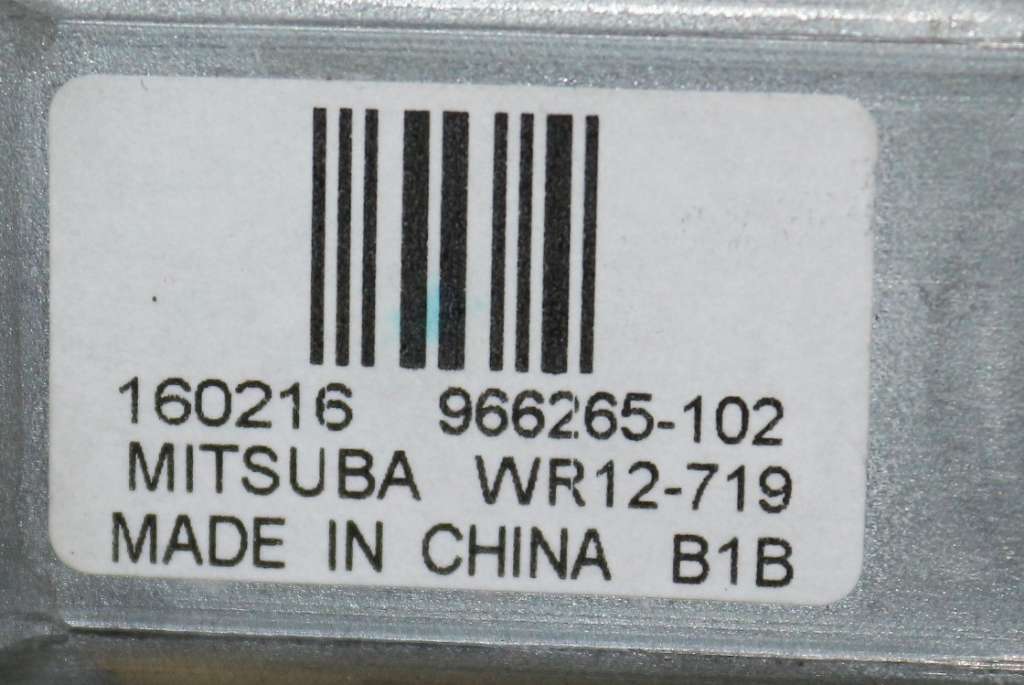 160216 966265-102
MITSUBA WR12-719
MADE IN CHINA B1B